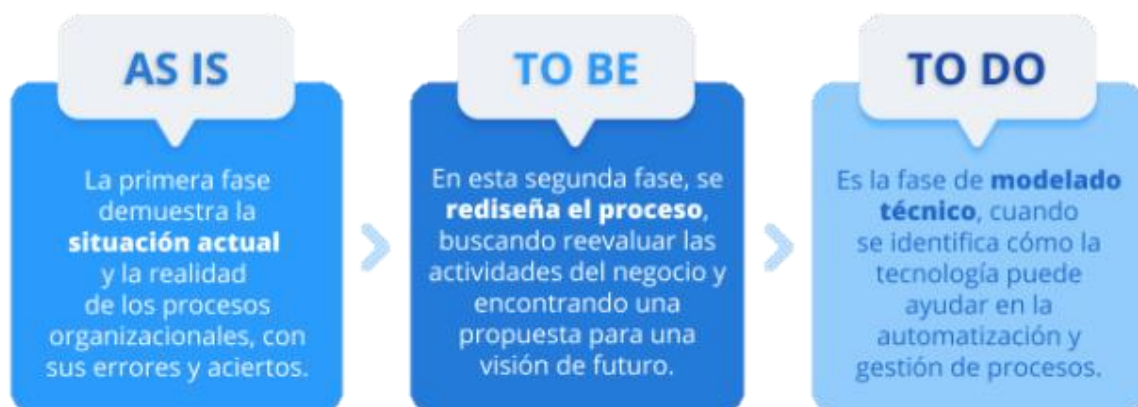 AS IS
La primera fase
demuestra la
situación actual
y la realidad
de los procesos
organizacionales, con
sus errores y aciertos.
TO BE
En esta segunda fase, se
rediseña el proceso,
buscando reevaluar las
actividades del negocio y
encontrando una
propuesta para una
visión de futuro.
TO DO
Es la fase de modelado
técnico, cuando
se identifica cómo la
tecnología puede
ayudar en la
automatización y
gestión de procesos.